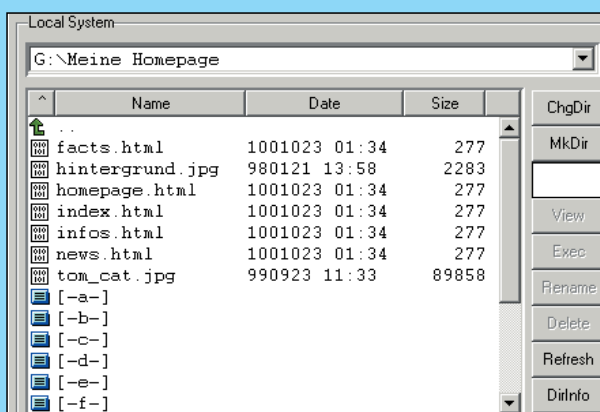 Local System
G:\Meine Homepage
^ Name Date Size
..
facts.html 1001023 01:34 277
hintergrund.jpg 980121 13:58 2283
homepage.html 1001023 01:34 277
index.html 1001023 01:34 277
infos.html 1001023 01:34 277
news.html 1001023 01:34 277
tom_cat.jpg 990923 11:33 89858
[-a-]
[-b-]
[-c-]
[-d-]
[-e-]
[-f-]
ChgDir
MkDir
View
Exec
Rename
Delete
Refresh
DirInfo